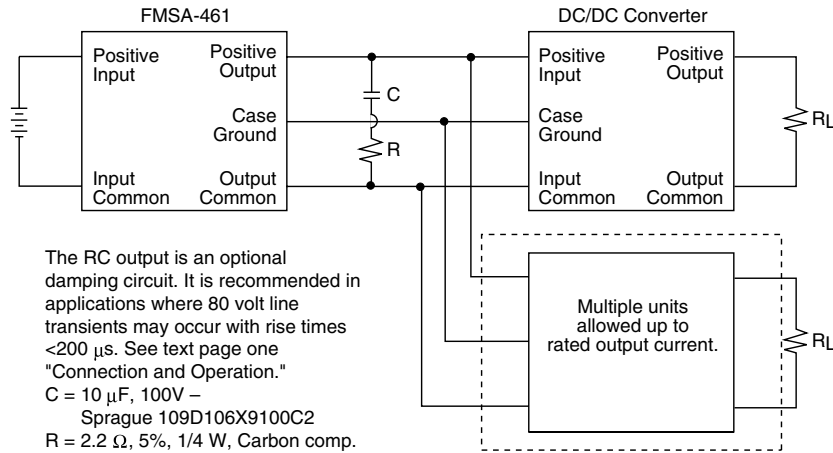 FMSA-461
DC/DC Converter
Positive
Input
Positive
Output
Case
Ground
Input
Common
Output
Common
C
R
Positive
Input
Positive
Output
Case
Ground
Input
Common
Output
Common
RL
The RC output is an optional
damping circuit. It is recommended in
applications where 80 volt line
transients may occur with rise times
<200 µs. See text page one
"Connection and Operation."
C = 10 µF, 100V –
Sprague 109D106X9100C2
R = 2.2 Ω, 5%, 1/4 W, Carbon comp.
Multiple units
allowed up to
rated output current.
RL